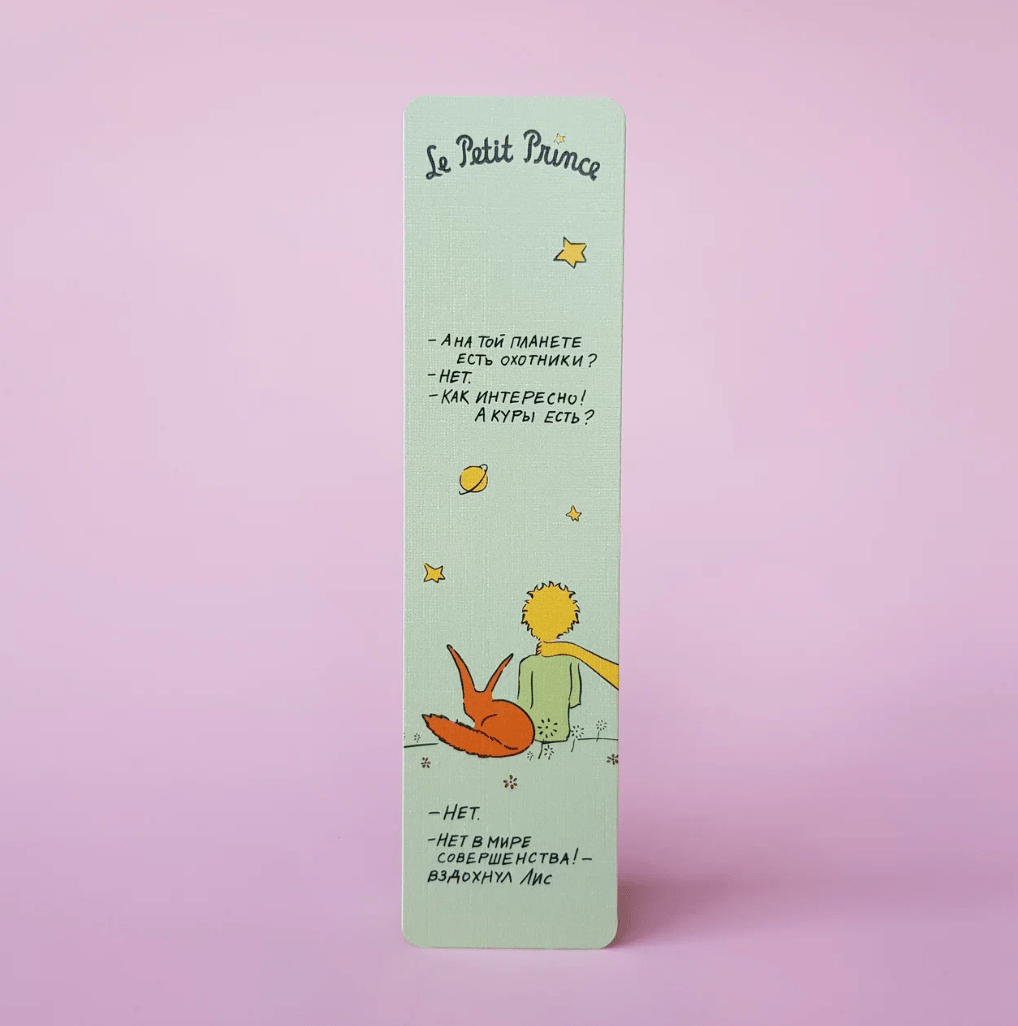 Le Petit Prince
– А НА ТОЙ ПЛАНЕТЕ
ЕСТЬ ОХОТНИКИ?
– НЕТ.
– КАК ИНТЕРЕСНО!
А КУРЫ ЕСТЬ?
– НЕТ.
– НЕТ В МИРЕ
СОВЕРШЕНСТВА! –
ВЗДОХНУЛ ЛИС